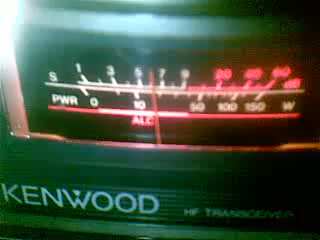 S 1 3 5 7 9 20 40 60 dB
PWR 0 10 50 100 150 W
ALC
KENWOOD
HF TRANSCEIVER